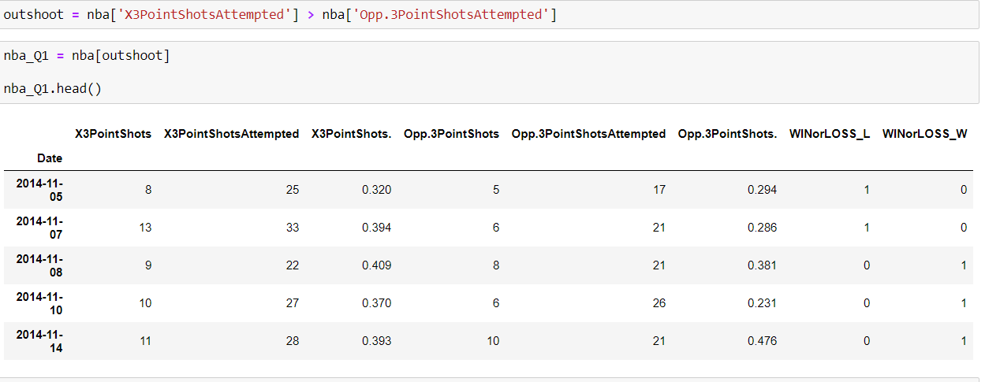 outshoot = nba['X3PointShotsAttempted'] > nba['Opp.3PointShotsAttempted']
nba_Q1 = nba[outshoot]
nba_Q1.head()
X3PointShots X3PointShotsAttempted X3PointShots. Opp.3PointShots Opp.3PointShotsAttempted Opp.3PointShots. WINorLOSS_L WINorLOSS_W
Date
2014-11-
05 8 25 0.320 5 17 0.294 1 0
2014-11-
07 13 33 0.394 6 21 0.286 1 0
2014-11-
08 9 22 0.409 8 21 0.381 0 1
2014-11-
10 10 27 0.370 6 26 0.231 0 1
2014-11-
14 11 28 0.393 10 21 0.476 0 1